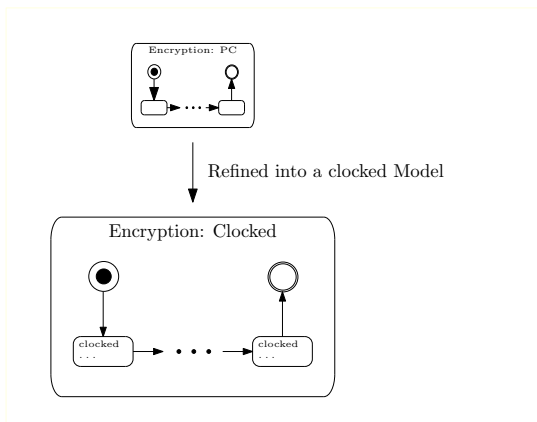 Encryption: PC
...
Refined into a clocked Model
Encryption: Clocked
clocked
...
...
clocked
...